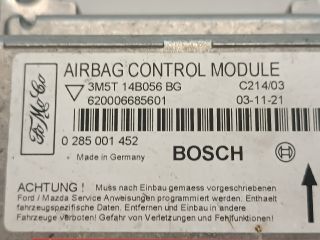 FoMoCo
AIRBAG CONTROL MODULE
3M5T 14B056 BG C214/03
620006685601 03-11-21
0 285 001 452
Made in Germany
BOSCH
ACHTUNG ! Muss nach Einbau gemaess vorgeschriebenen
Ford / Mazda Service Anweisungen programmiert werden. Enthaelt
fahrzeugspezifische Daten. Entfernen und Einbau in andere
Fahrzeuge verboten! Gefahr von Verletzungen und Fehlfunktionen!